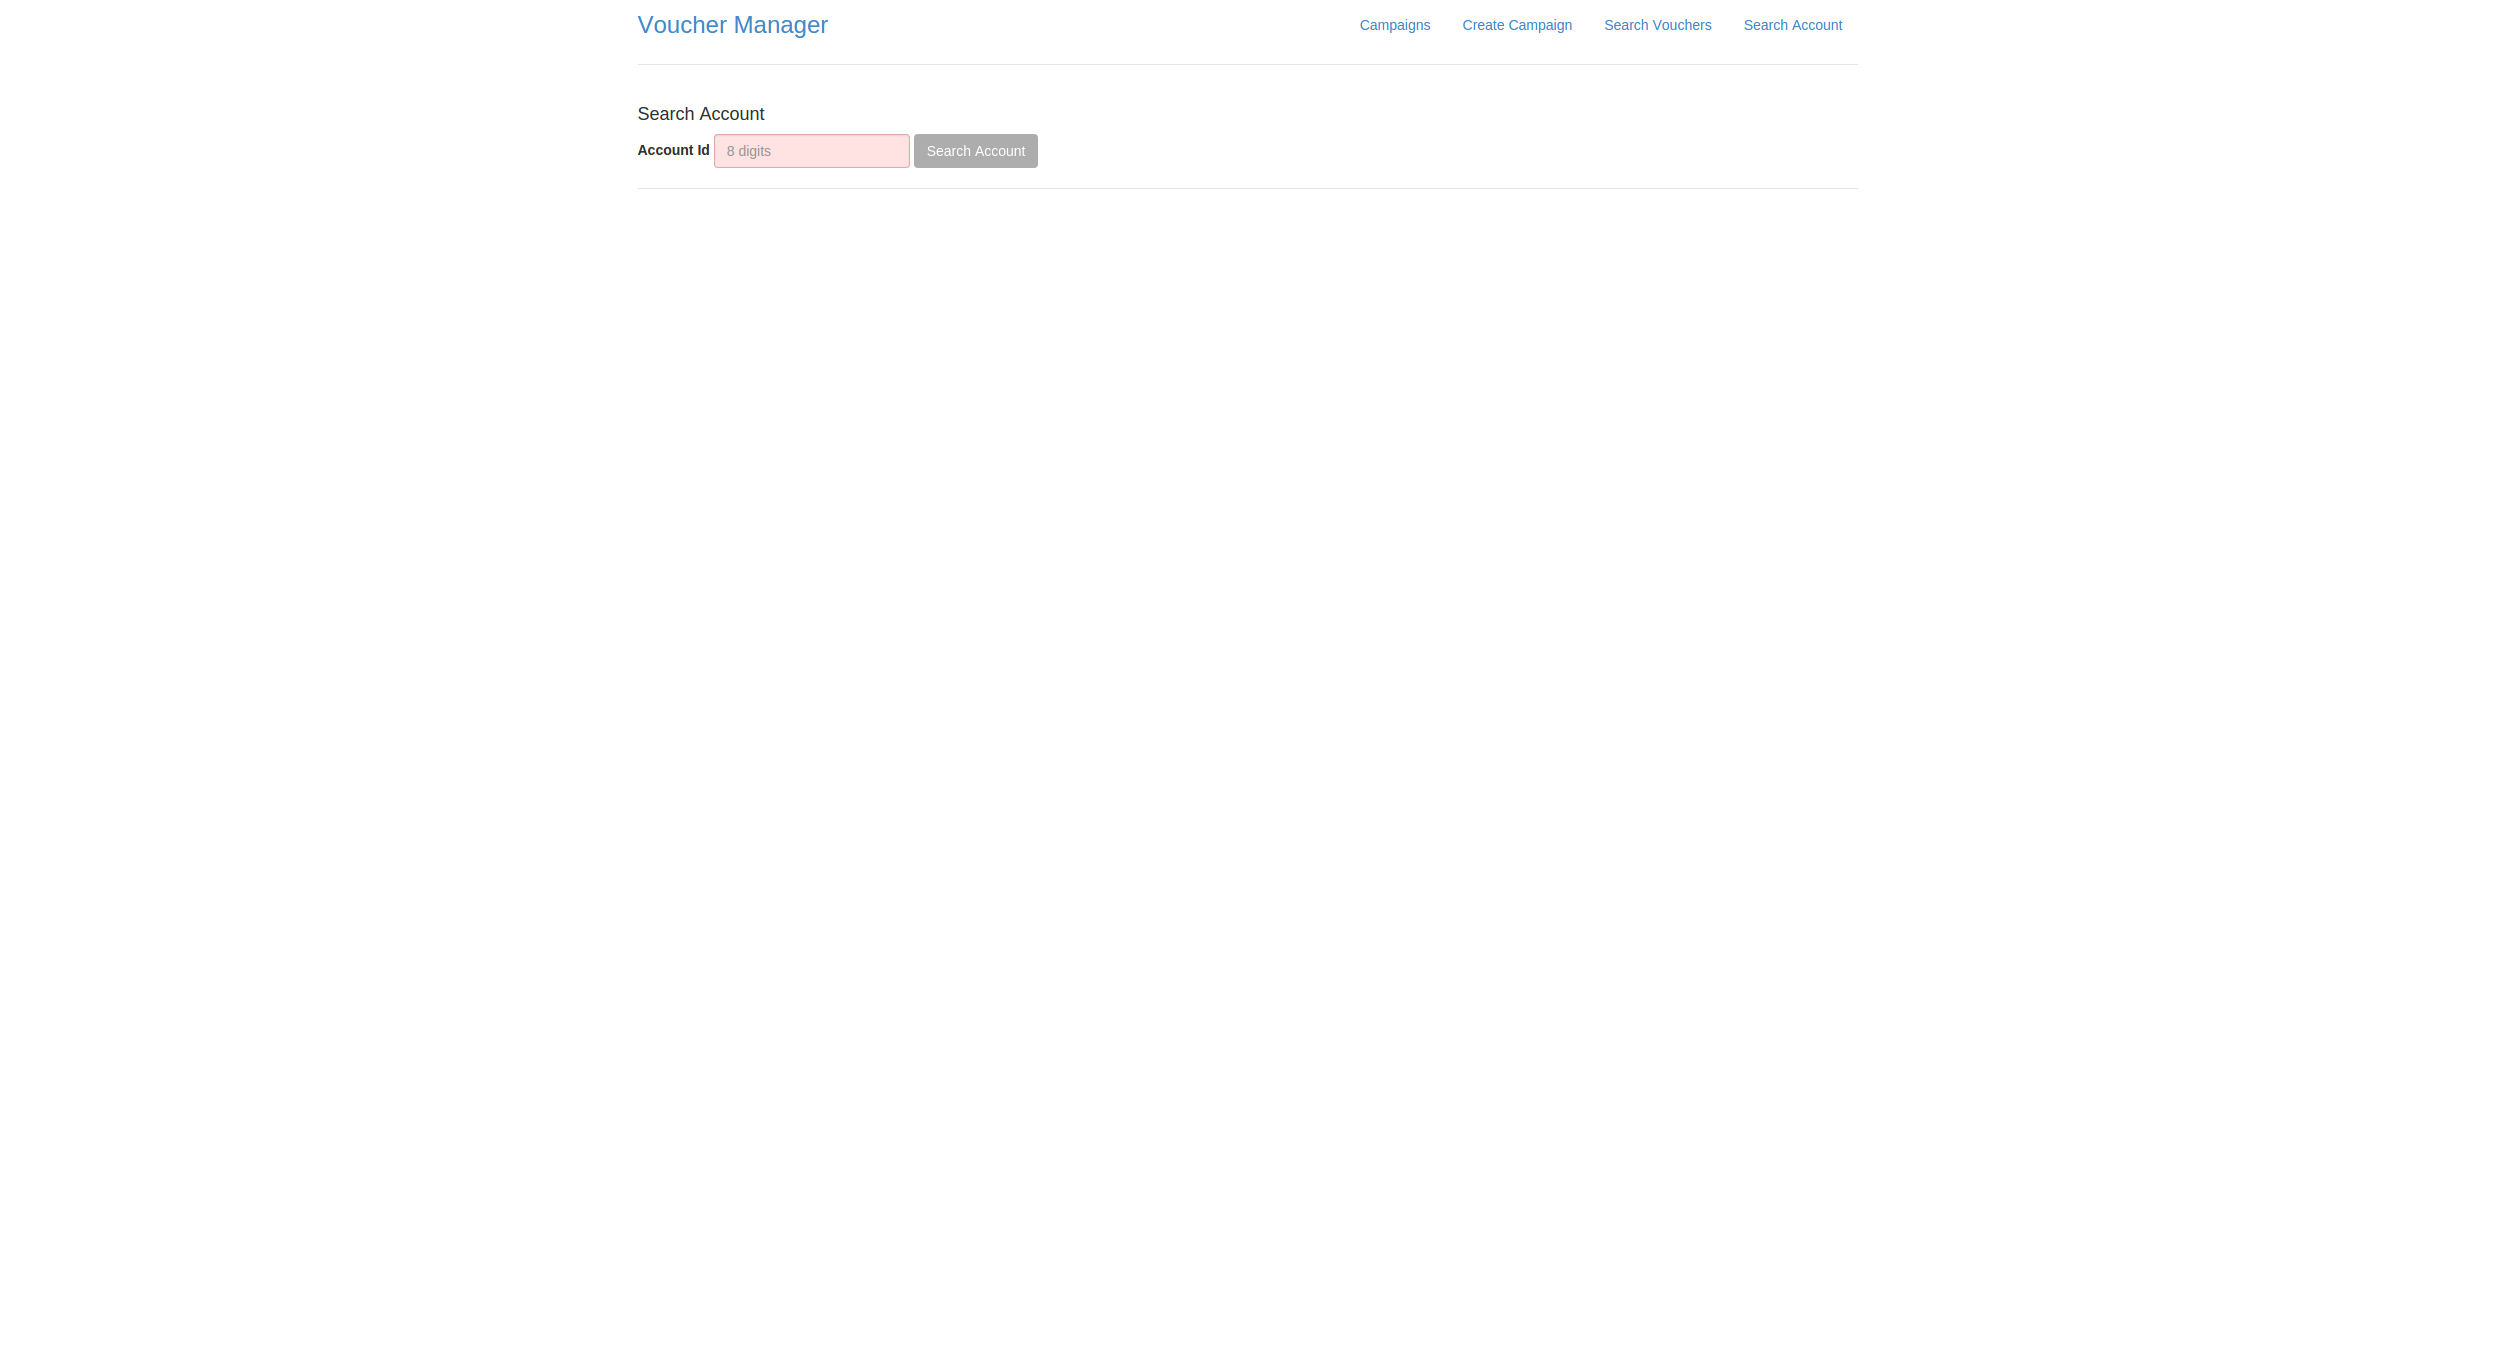 Voucher Manager
Campaigns Create Campaign Search Vouchers Search Account
Search Account
Account Id 8 digits Search Account